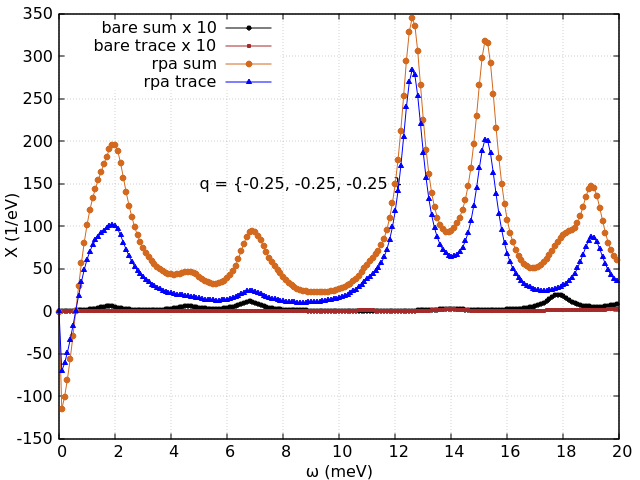 350
300
250
200
150
100
50
0
-50
-100
-150
X (1/eV)
bare sum x 10
bare trace x 10
rpa sum
rpa trace
q = {-0.25, -0.25, -0.25 }
0 2 4 6 8 10 12 14 16 18 20
ω (meV)